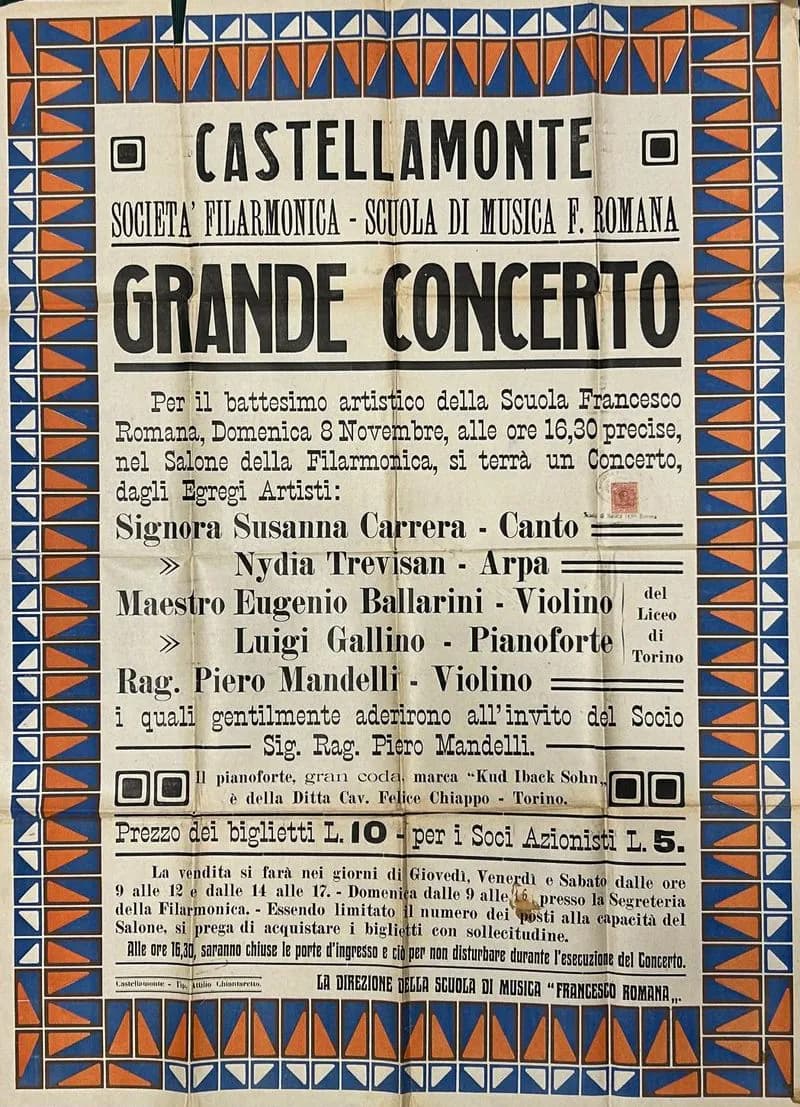 CASTELLAMONTE
SOCIETA' FILARMONICA - SCUOLA DI MUSICA F. ROMANA
GRANDE CONCERTO
Per il battesimo artistico della Scuola Francesco
Romana, Domenica 8 Novembre, alle ore 16,30 precise,
nel Salone della Filarmonica, si terrà un Concerto,
dagli Egregi Artisti:
Signora Susanna Carrera - Canto
» Nydia Trevisan - Arpa
Maestro Eugenio Ballarini - Violino
» Luigi Gallino - Pianoforte
del
Liceo
di
Torino
Rag. Piero Mandelli - Violino
i quali gentilmente aderirono all'invito del Socio
Sig. Rag. Piero Mandelli.
Il pianoforte, gran coda, marca "Kud Iback Sohn„
è della Ditta Cav. Felice Chiappo - Torino.
Prezzo dei biglietti L. 10 - per i Soci Azionisti L. 5.
La vendita si farà nei giorni di Giovedì, Venerdì e Sabato dalle ore
9 alle 12 e dalle 14 alle 17. - Domenica dalle 9 alle 16 presso la Segreteria
della Filarmonica. - Essendo limitato il numero dei posti alla capacità del
Salone, si prega di acquistare i biglietti con sollecitudine.
Alle ore 16,30, saranno chiuse le porte d'ingresso e ciò per non disturbare durante l'esecuzione del Concerto.
Castellamonte - Tip. Attilio Chiantaretto.
LA DIREZIONE DELLA SCUOLA DI MUSICA "FRANCESCO ROMANA„.